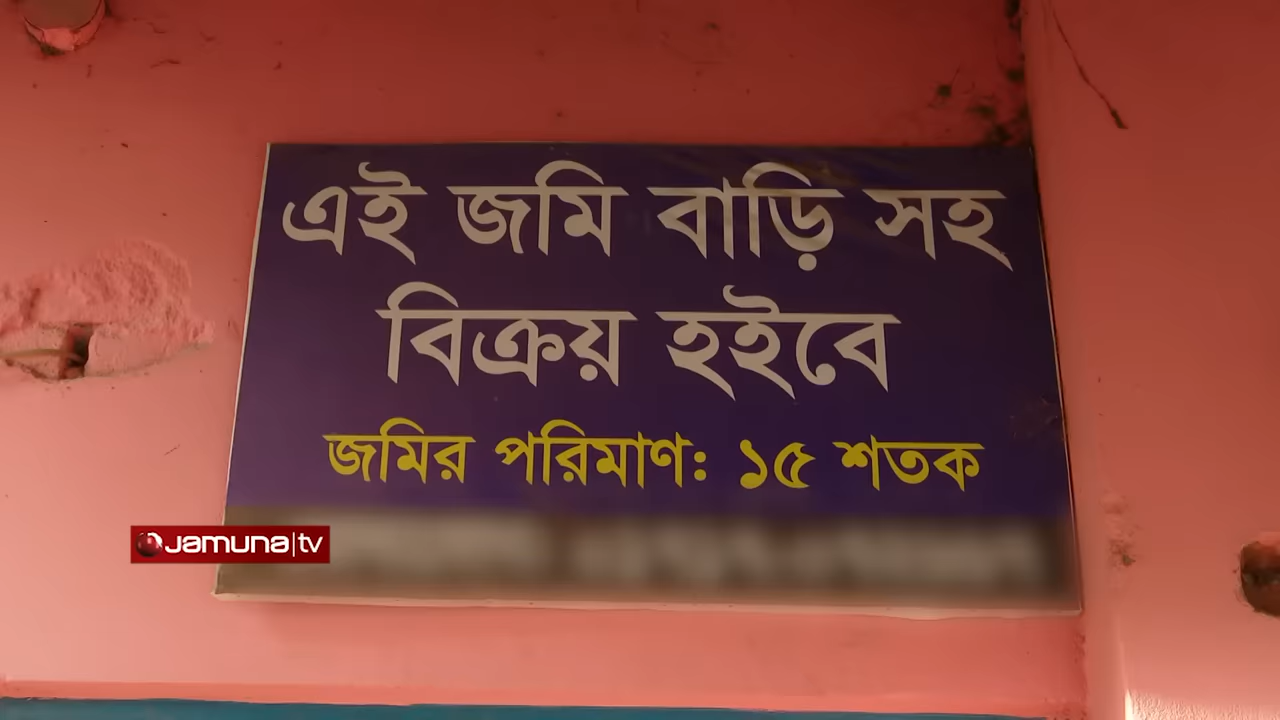 এই জমি বাড়ি সহ
বিক্রয় হইবে
জমির পরিমাণ: ১৫ শতক
Jamuna|tv